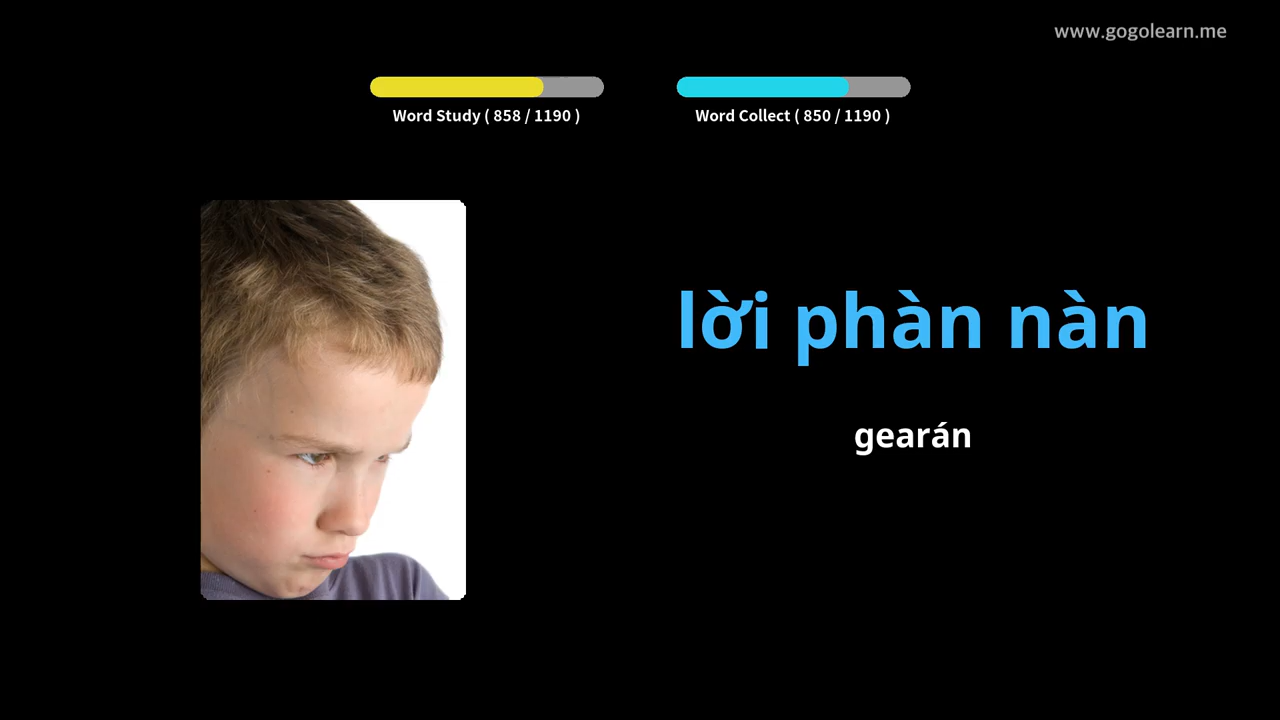 www.gogolearn.me
Word Study ( 858 / 1190 )
Word Collect ( 850 / 1190 )
lời phàn nàn
gearán